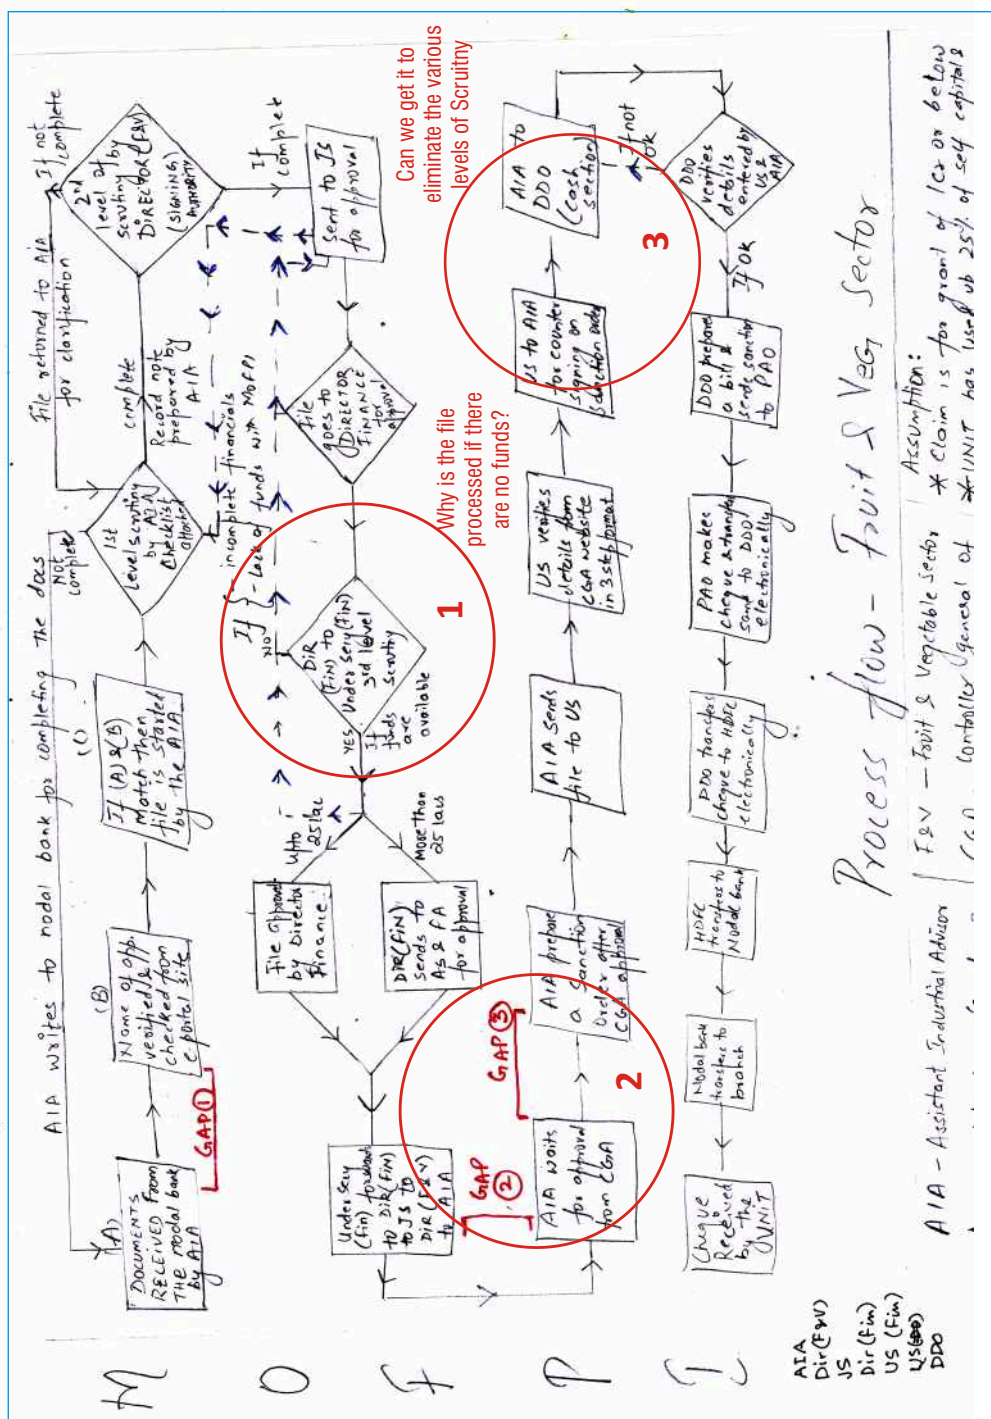 M
O
F
P
I
AIA writes to nodal bank for completing the docs
File returned to AIA
for clarification
If not
complete
(A)
DOCUMENTS
RECEIVED FROM
THE nodal bank
by AIA
GAP ①
(B)
Name of app.
verified &
checked from
e-portal site
(C)
If (A) & (B)
Match then
file is started
by the AIA
Not
complete
1st
Level scrutiny
by AIA
checklist
attached
complete
Record note
prepared by
AIA
2nd
level of
scrutiny by
DIRECTOR (F&V)
(SIGNING
AUTHORITY)
If
complete
Sent to JS
for approval
File
goes to
DIRECTOR
FINANCE
for
approval
If
incomplete financials
- Lack of funds with MoFPI
NO
DIR
(FIN) to
Under secy (FIN)
3rd level
scrutiny
YES
If
funds
are
available
Upto
25 lac
More than
25 lacs
File approval
by Director
Finance
DIR (FIN)
sends to
AS & FA
for approval
Under secy
(fin) forwards
to DIR (FIN)
to JS to
DIR (F&V)
to AIA
GAP
②
AIA waits
for approval
from CGA
GAP ③
AIA prepare
a Sanction
Order after
CGA approval
AIA sends
file to US
US verifies
details from
CGA website
in 3 step format
US to AIA
for counter
signing on
sanction order
AIA to
DDO
(cash
section)
If not
OK
DDO
verifies
details
entered by
US &
AIA
If OK
DDO prepare
a bill &
sends sanction
to PAO
PAO makes
cheque & transfer
same to DDO
electronically
DDO transfers
cheque to HDFC
electronically
HDFC
transfers to
Nodal bank
Nodal bank
transfers to
branch
Cheque
Received
by the
UNIT
1
Why is the file
processed if there
are no funds?
2
3
Can we get it to
eliminate the various
levels of Scruitny
Process flow - Fruit & Veg Sector
AIA - Assistant Industrial Advisor
F&V - Fruit & Vegetable Sector
CGA - Controller general of
Assumption:
* Claim is for grant of 1cr or below
* UNIT has used up 25% of self capital &
AIA
Dir (F&V)
JS
Dir (Fin)
US (Fin)
US
DDO